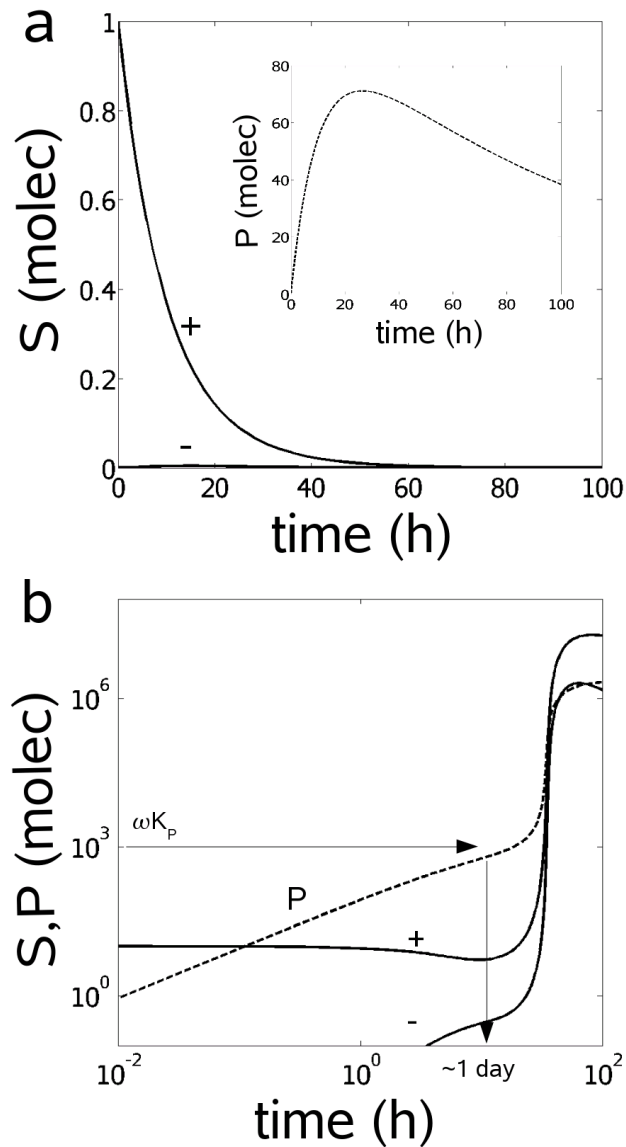 a
1
0.8
0.6
0.4
0.2
0
S (molec)
+
-
0 20 40 60 80 100
time (h)
80
60
40
20
0
P (molec)
0 20 40 60 80 100
time (h)
b
10^6
10^3
10^0
S,P (molec)
ωK_P
P
+
-
10^-2 10^0 ~1 day 10^2
time (h)